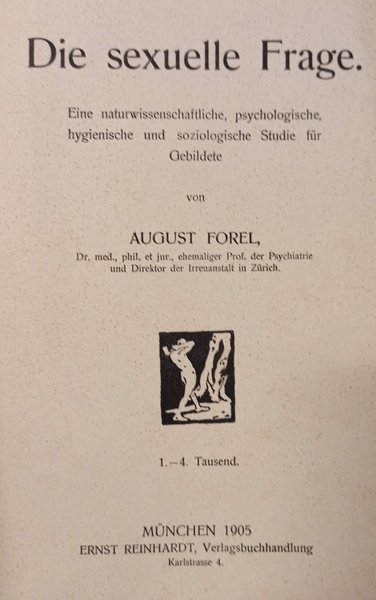 Die sexuelle Frage.
Eine naturwissenschaftliche, psychologische,
hygienische und soziologische Studie für
Gebildete
von
AUGUST FOREL,
Dr. med., phil. et jur., ehemaliger Prof. der Psychiatrie
und Direktor der Irrenanstalt in Zürich.
1.—4. Tausend.
MÜNCHEN 1905
ERNST REINHARDT, Verlagsbuchhandlung
Karlstrasse 4.